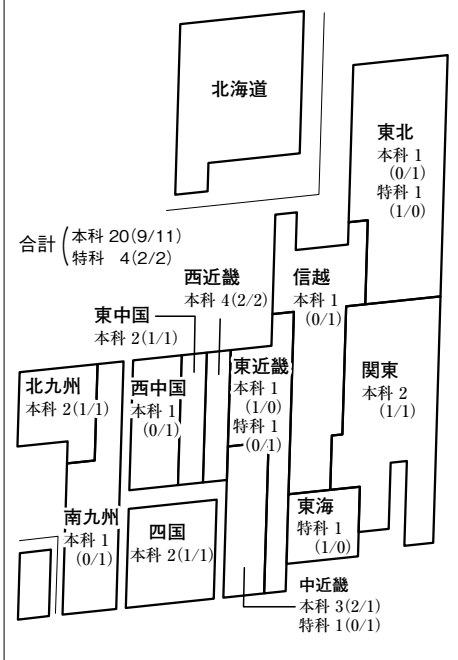 北海道
東北
本科 1
(0/1)
特科 1
(1/0)
合計
本科 20(9/11)
特科 4(2/2)
西近畿
本科 4(2/2)
信越
本科 1
(0/1)
東中国
本科 2(1/1)
東近畿
本科 1
(1/0)
特科 1
(0/1)
関東
本科 2
(1/1)
北九州
本科 2(1/1)
西中国
本科 1
(0/1)
南九州
本科 1
(0/1)
四国
本科 2(1/1)
東海
特科 1
(1/0)
中近畿
本科 3(2/1)
特科 1(0/1)